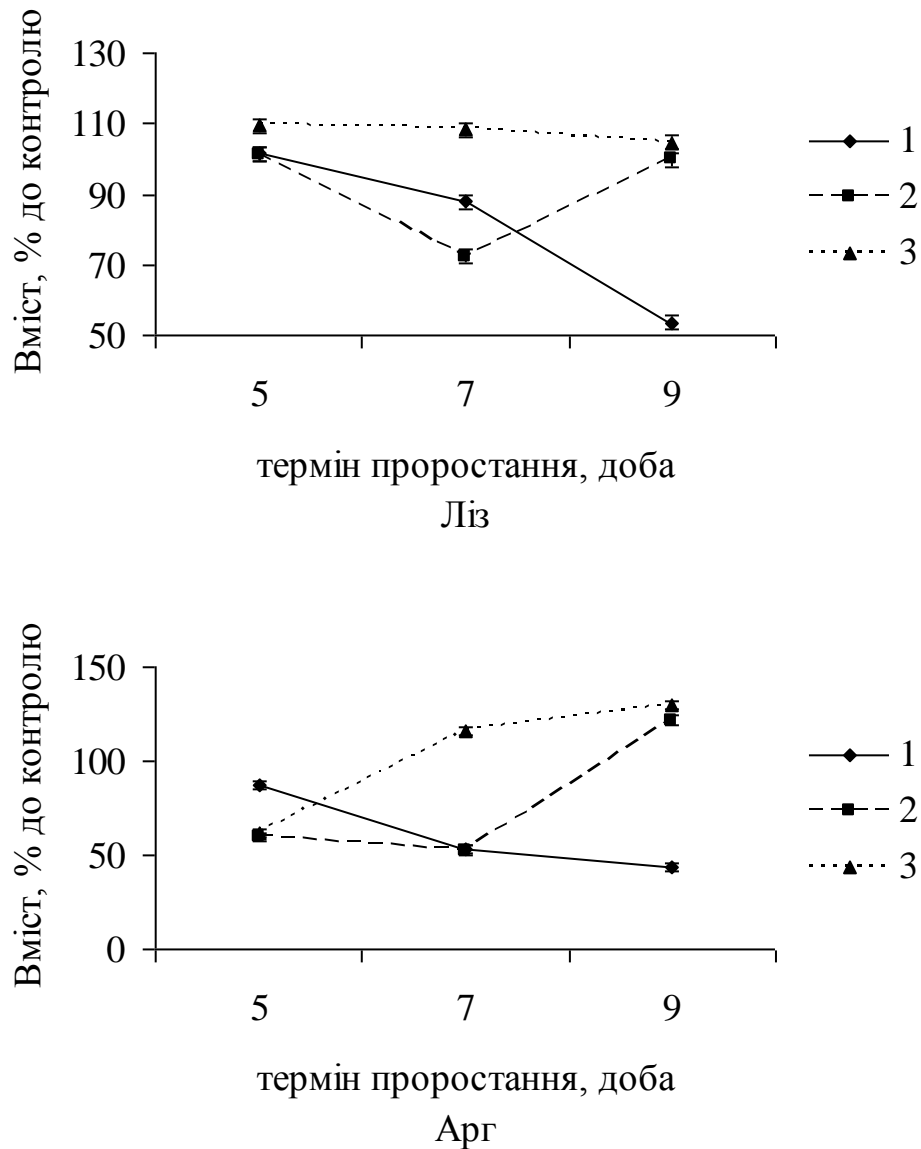 Вміст, % до контролю
130
110
90
70
50
5 7 9
термін проростання, доба
Ліз
1
2
3
Вміст, % до контролю
150
100
50
0
5 7 9
термін проростання, доба
Арг
1
2
3